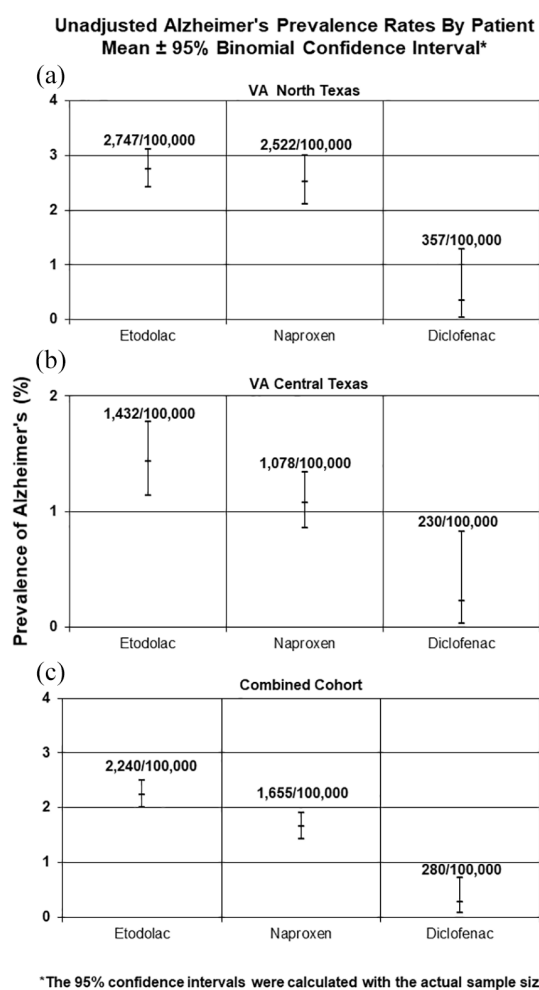 Unadjusted Alzheimer's Prevalence Rates By Patient
Mean ± 95% Binomial Confidence Interval*
(a)
VA North Texas
4
3
2
1
0
2,747/100,000
2,522/100,000
357/100,000
Etodolac Naproxen Diclofenac
Prevalence of Alzheimer's (%)
(b)
VA Central Texas
2
1
0
1,432/100,000
1,078/100,000
230/100,000
Etodolac Naproxen Diclofenac
(c)
Combined Cohort
4
3
2
1
0
2,240/100,000
1,655/100,000
280/100,000
Etodolac Naproxen Diclofenac
*The 95% confidence intervals were calculated with the actual sample siz